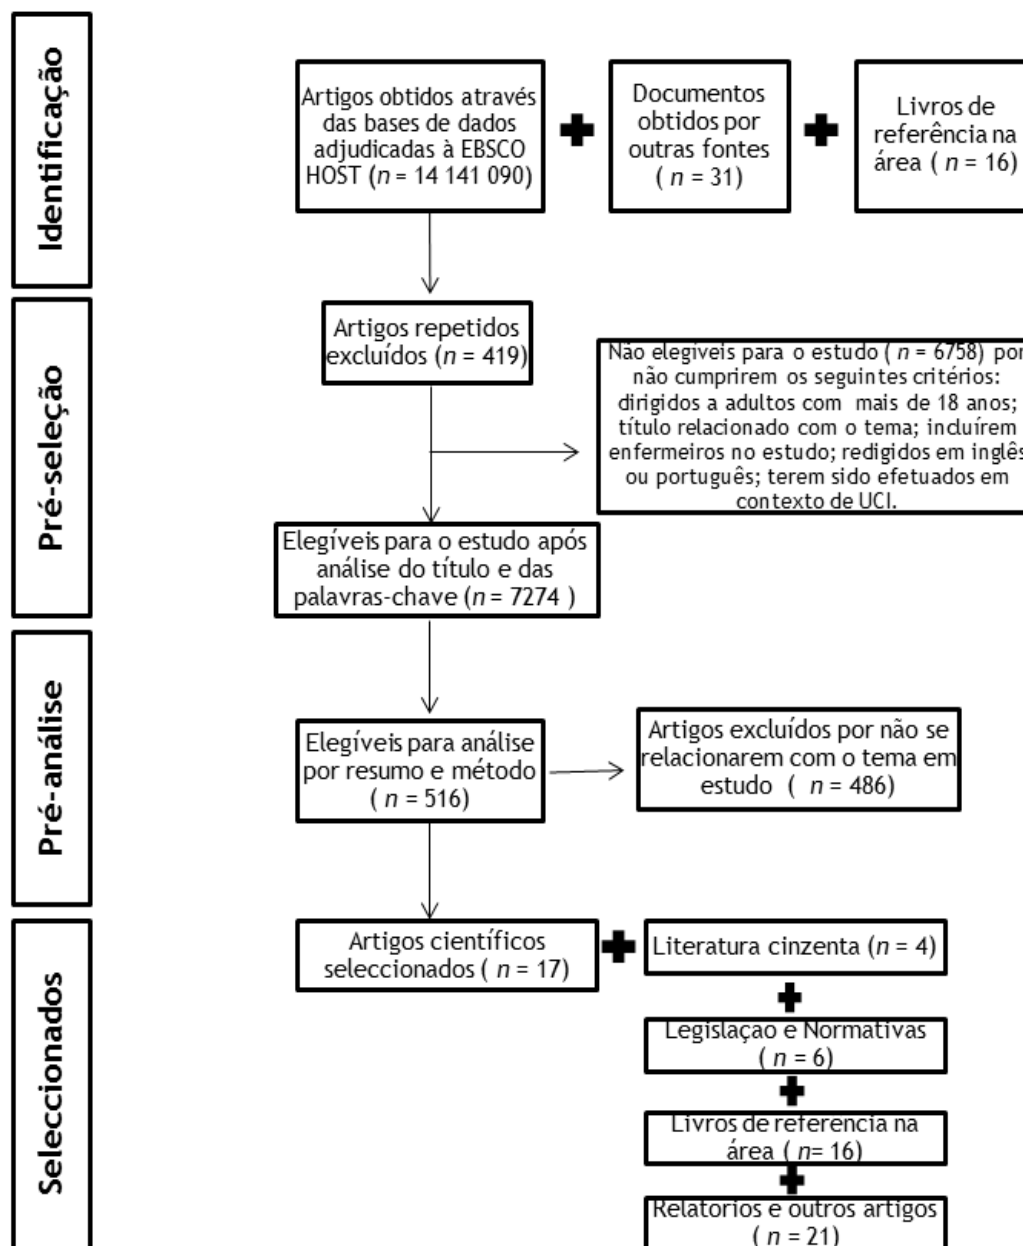 Identificação
Artigos obtidos através
das bases de dados
adjudicadas à EBSCO
HOST (n = 14 141 090)
Documentos
obtidos por
outras fontes
( n = 31)
Livros de
referência na
área ( n = 16)
Pré-seleção
Artigos repetidos
excluídos (n = 419)
Não elegíveis para o estudo ( n = 6758) por
não cumprirem os seguintes critérios:
dirigidos a adultos com mais de 18 anos;
título relacionado com o tema; incluírem
enfermeiros no estudo; redigidos em inglês
ou português; terem sido efetuados em
contexto de UCI.
Elegíveis para o estudo após
análise do título e das
palavras-chave (n = 7274 )
Pré-análise
Elegíveis para análise
por resumo e método
( n = 516)
Artigos excluídos por não se
relacionarem com o tema em
estudo ( n = 486)
Seleccionados
Artigos científicos
seleccionados ( n = 17)
Literatura cinzenta (n = 4)
Legislaçao e Normativas
( n = 6)
Livros de referencia na
área ( n= 16)
Relatorios e outros artigos
( n = 21)